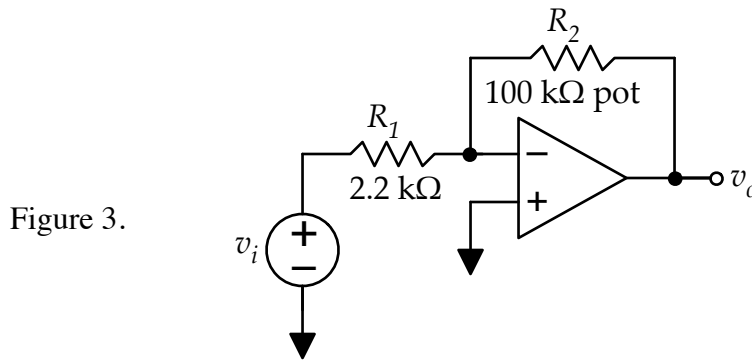 R2
100 kΩ pot
R1
2.2 kΩ
−
+
vo
Figure 3.
vi
+
−